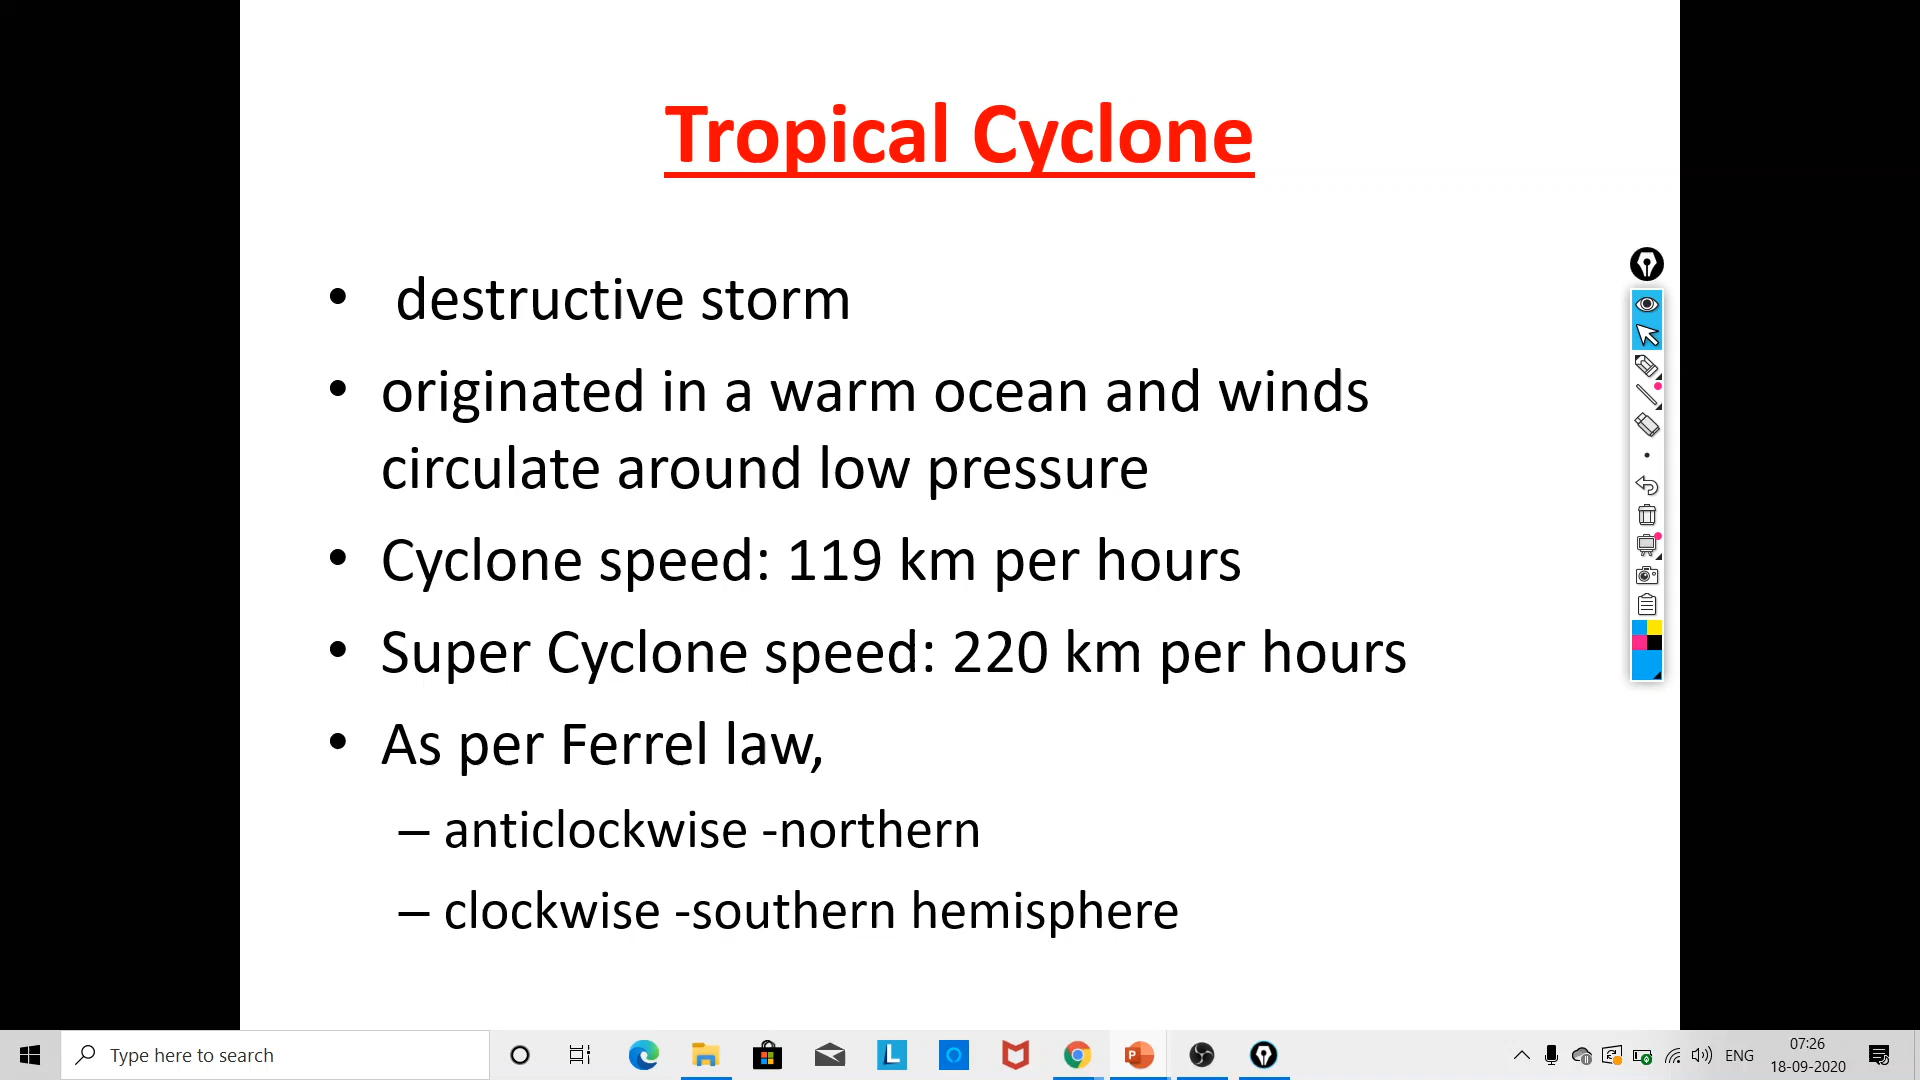 Tropical Cyclone
• destructive storm
• originated in a warm ocean and winds
circulate around low pressure
• Cyclone speed: 119 km per hours
• Super Cyclone speed: 220 km per hours
• As per Ferrel law,
– anticlockwise -northern
– clockwise -southern hemisphere
Type here to search
ENG
07:26
18-09-2020